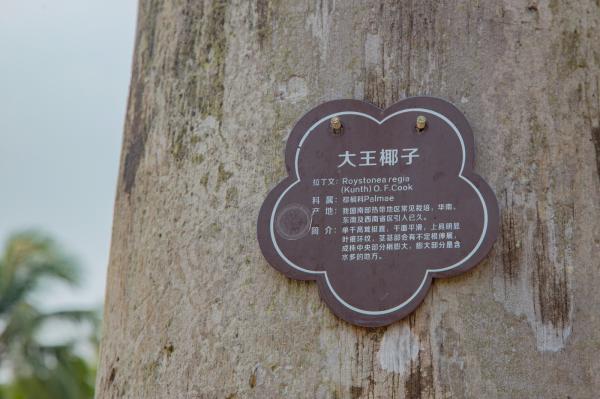 大王椰子
拉丁文：Roystonea regia
(Kunth) O. F. Cook
科 属：棕榈科Palmae
产 地：我国南部热带地区常见栽培，华南、
东南及西南省区引入已久。
简 介：单干高耸挺直，干面平滑，上具明显
叶痕环纹，茎基部会有不定根伸展，
成株中央部分稍膨大，膨大部分是含
水多的地方。